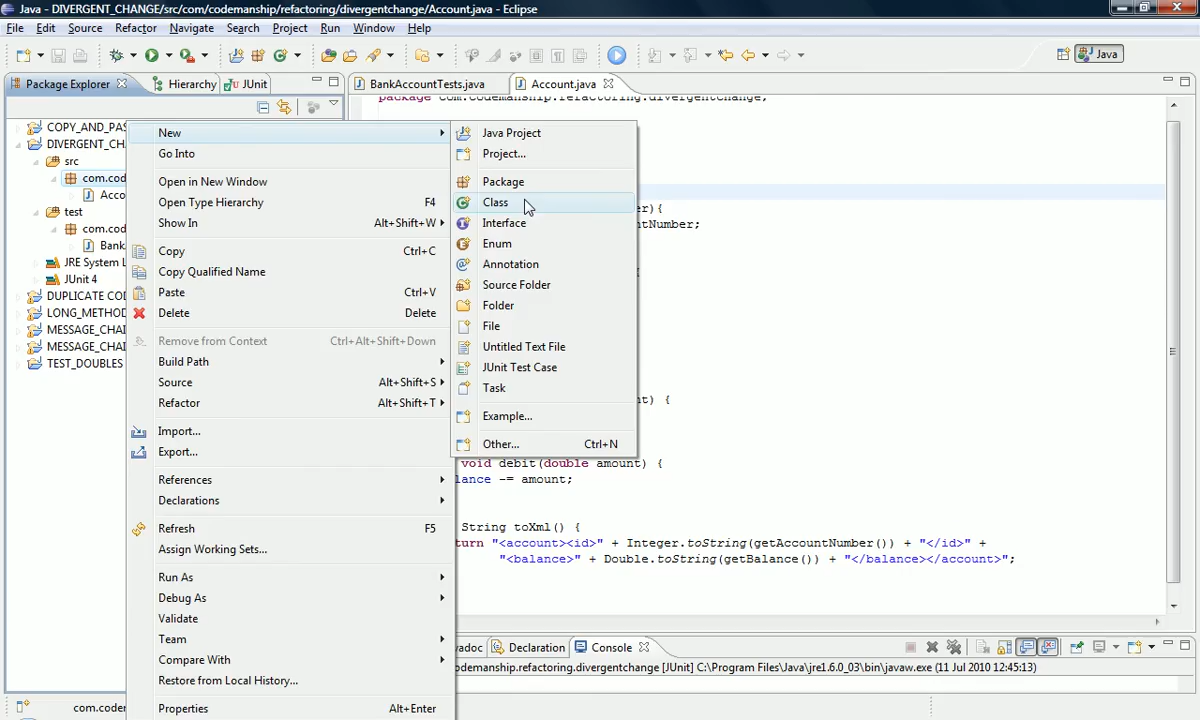 Java - DIVERGENT_CHANGE/src/com/codemanship/refactoring/divergentchange/Account.java - Eclipse
File Edit Source Refactor Navigate Search Project Run Window Help
Java
Package Explorer Hierarchy JUnit
BankAccountTests.java Account.java
package com.codemanship.refactoring.divergentchange;
COPY_AND_PAS
DIVERGENT_CH
src
com.cod
Acco
test
com.cod
Bank
JRE System L
JUnit 4
DUPLICATE COD
LONG_METHOD
MESSAGE_CHAI
MESSAGE_CHAI
TEST_DOUBLES
New
Go Into
Open in New Window
Open Type Hierarchy F4
Show In Alt+Shift+W
Copy Ctrl+C
Copy Qualified Name
Paste Ctrl+V
Delete Delete
Remove from Context Ctrl+Alt+Shift+Down
Build Path
Source Alt+Shift+S
Refactor Alt+Shift+T
Import...
Export...
References
Declarations
Refresh F5
Assign Working Sets...
Run As
Debug As
Validate
Team
Compare With
Restore from Local History...
Properties Alt+Enter
Java Project
Project...
Package
Class
Interface
Enum
Annotation
Source Folder
Folder
File
Untitled Text File
JUnit Test Case
Task
Example...
Other... Ctrl+N
er){
ntNumber;
t) {
void debit(double amount) {
lance -= amount;
String toXml() {
turn "<account><id>" + Integer.toString(getAccountNumber()) + "</id>" +
"<balance>" + Double.toString(getBalance()) + "</balance></account>";
adoc Declaration Console
odemanship.refactoring.divergentchange [JUnit] C:\Program Files\Java\jre1.6.0_03\bin\javaw.exe (11 Jul 2010 12:45:13)
com.coder